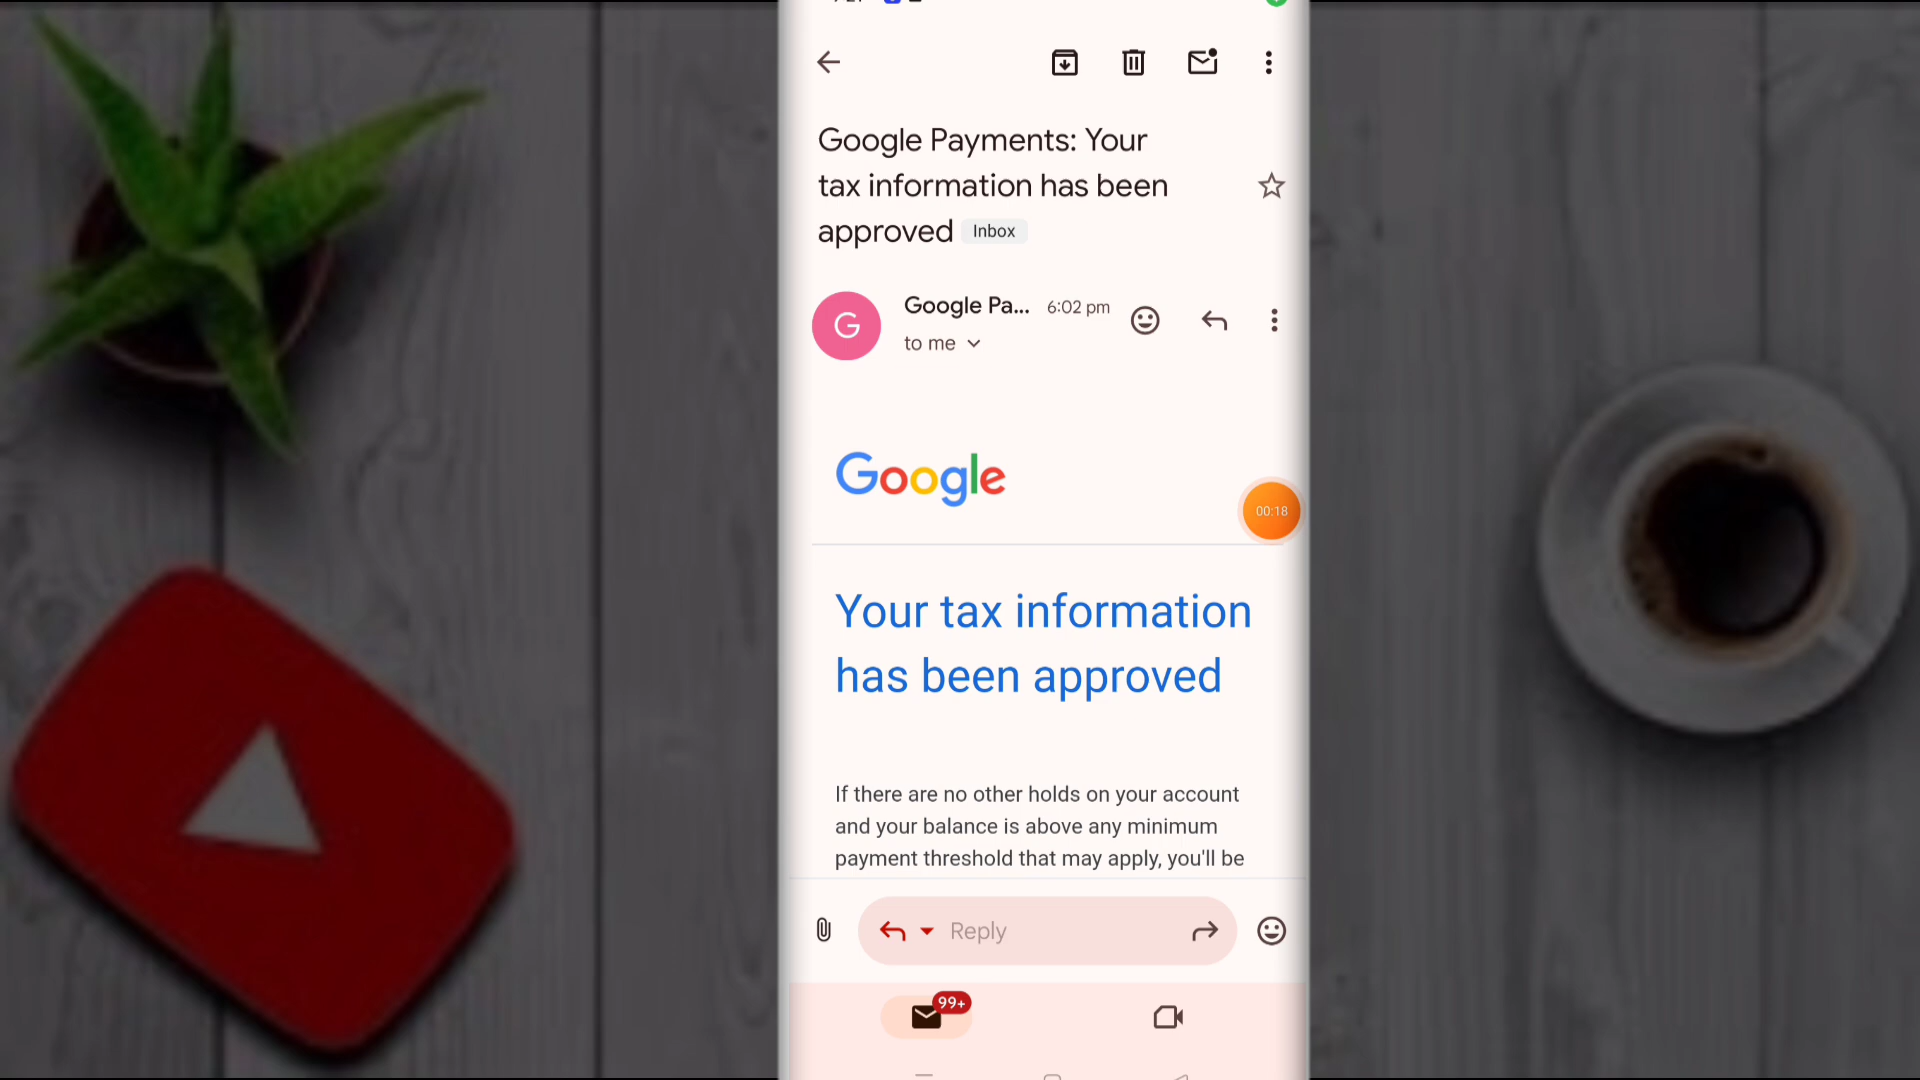 Google Payments: Your
tax information has been
approved Inbox
G Google Pa... 6:02 pm
to me
Google
00:18
Your tax information
has been approved
If there are no other holds on your account
and your balance is above any minimum
payment threshold that may apply, you'll be
Reply
99+